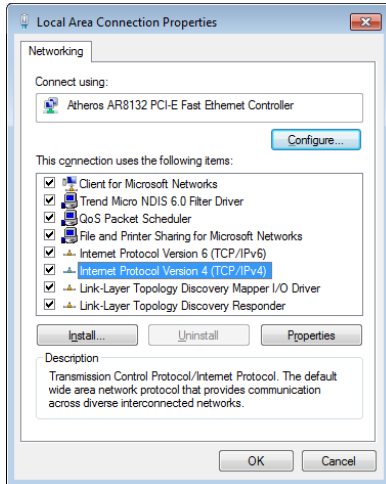 Local Area Connection Properties
Networking
Connect using:
Atheros AR8132 PCI-E Fast Ethernet Controller
Configure...
This connection uses the following items:
Client for Microsoft Networks
Trend Micro NDIS 6.0 Filter Driver
QoS Packet Scheduler
File and Printer Sharing for Microsoft Networks
Internet Protocol Version 6 (TCP/IPv6)
Internet Protocol Version 4 (TCP/IPv4)
Link-Layer Topology Discovery Mapper I/O Driver
Link-Layer Topology Discovery Responder
Install... Uninstall Properties
Description
Transmission Control Protocol/Internet Protocol. The default
wide area network protocol that provides communication
across diverse interconnected networks.
OK Cancel